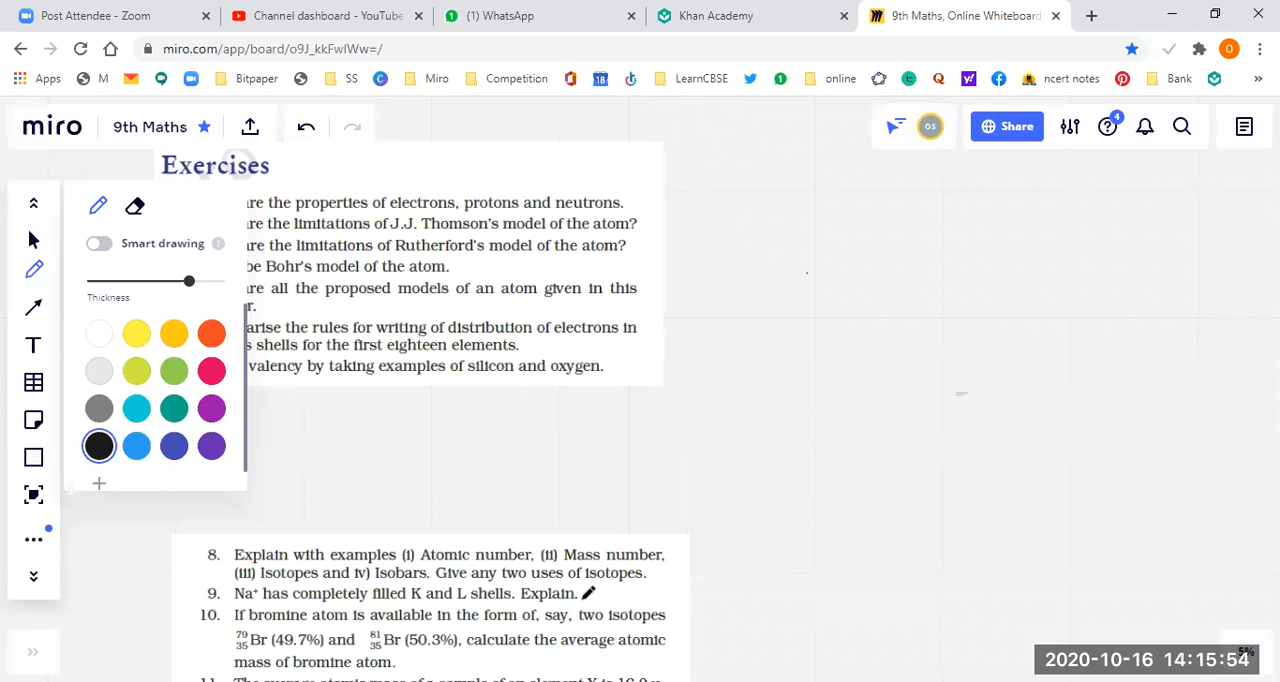 Post Attendee - Zoom
Channel dashboard - YouTube
(1) WhatsApp
Khan Academy
9th Maths, Online Whiteboard
miro.com/app/board/o9J_kkFwIWw=/
Apps
M
Bitpaper
SS
Miro
Competition
LearnCBSE
online
ncert notes
Bank
miro
9th Maths
OS
Share
4
Exercises
re the properties of electrons, protons and neutrons.
re the limitations of J.J. Thomson's model of the atom?
re the limitations of Rutherford's model of the atom?
be Bohr's model of the atom.
re all the proposed models of an atom given in this
r.
arise the rules for writing of distribution of electrons in
s shells for the first eighteen elements.
valency by taking examples of silicon and oxygen.
Smart drawing
Thickness
8. Explain with examples (i) Atomic number, (ii) Mass number,
(iii) Isotopes and iv) Isobars. Give any two uses of isotopes.
9. Na⁺ has completely filled K and L shells. Explain.
10. If bromine atom is available in the form of, say, two isotopes
⁷⁹₃₅Br (49.7%) and ⁸¹₃₅Br (50.3%), calculate the average atomic
mass of bromine atom.
2020-10-16 14:15:54